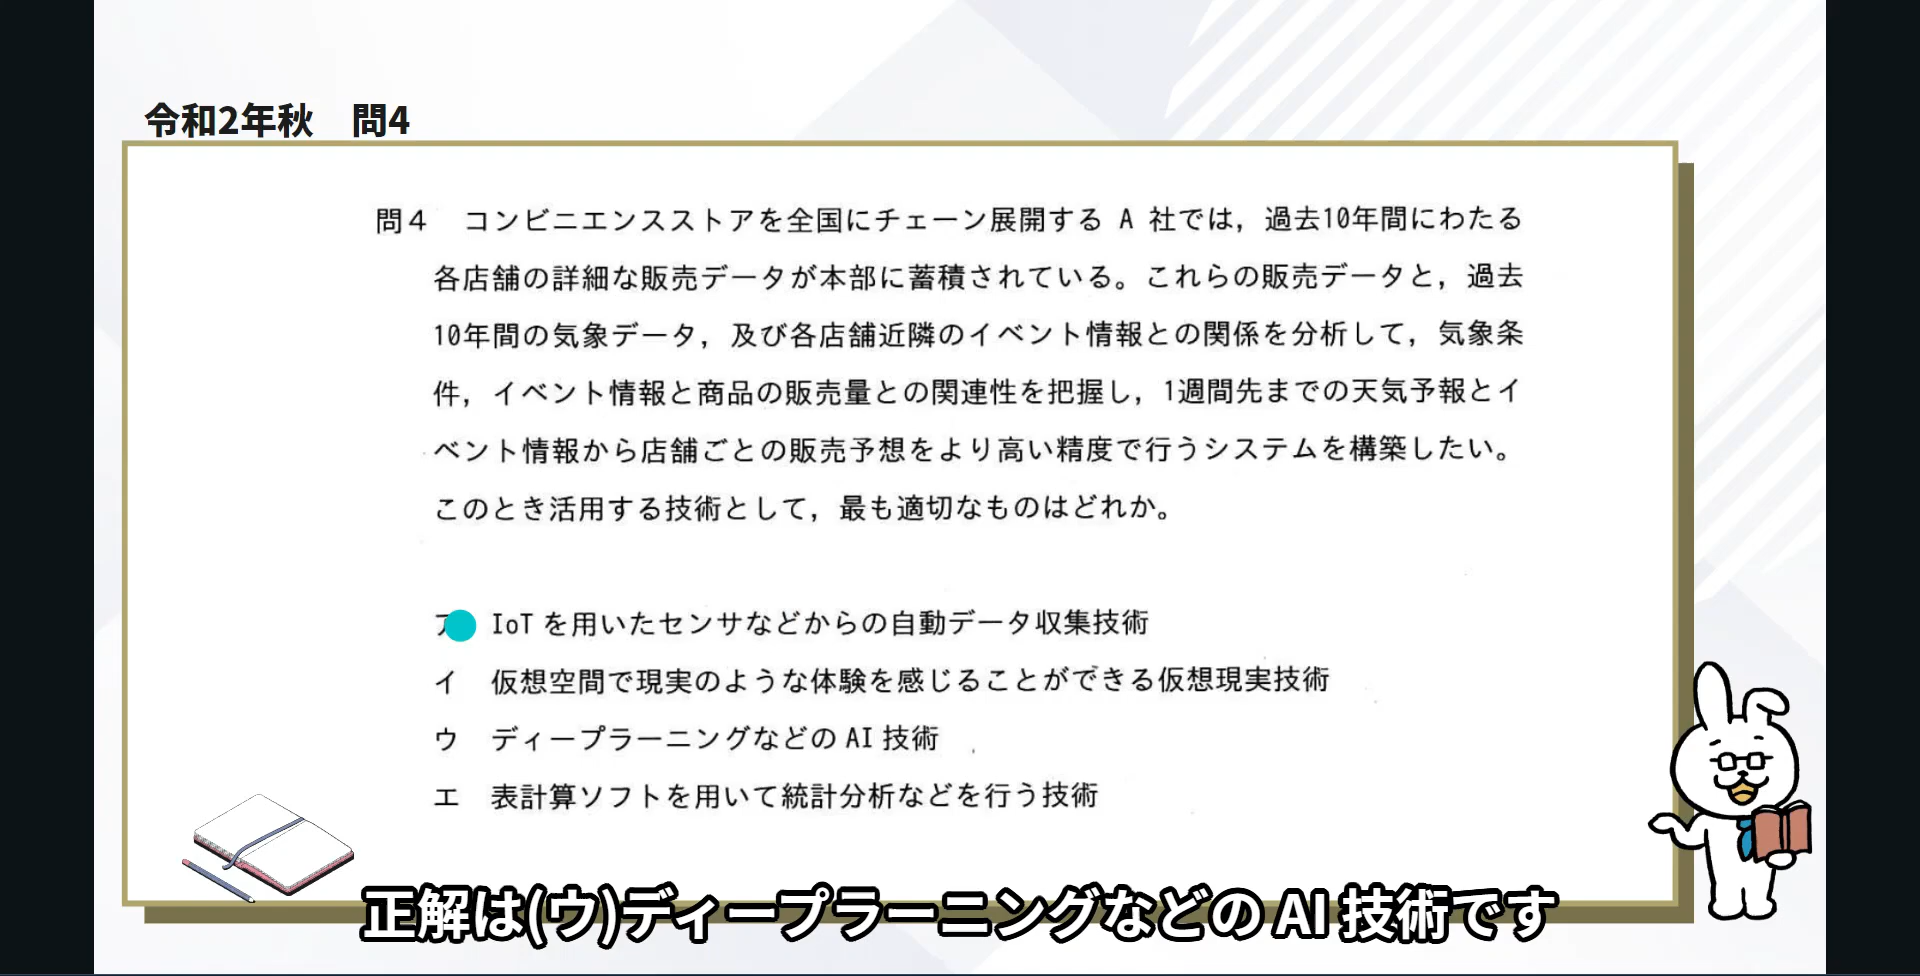 令和2年秋　問4
問４　コンビニエンスストアを全国にチェーン展開する A 社では，過去10年間にわたる
各店舗の詳細な販売データが本部に蓄積されている。これらの販売データと，過去
10年間の気象データ，及び各店舗近隣のイベント情報との関係を分析して，気象条
件，イベント情報と商品の販売量との関連性を把握し，1週間先までの天気予報とイ
ベント情報から店舗ごとの販売予想をより高い精度で行うシステムを構築したい。
このとき活用する技術として，最も適切なものはどれか。
ア　IoT を用いたセンサなどからの自動データ収集技術
イ　仮想空間で現実のような体験を感じることができる仮想現実技術
ウ　ディープラーニングなどの AI 技術
エ　表計算ソフトを用いて統計分析などを行う技術
正解は(ウ)ディープラーニングなどの AI 技術です